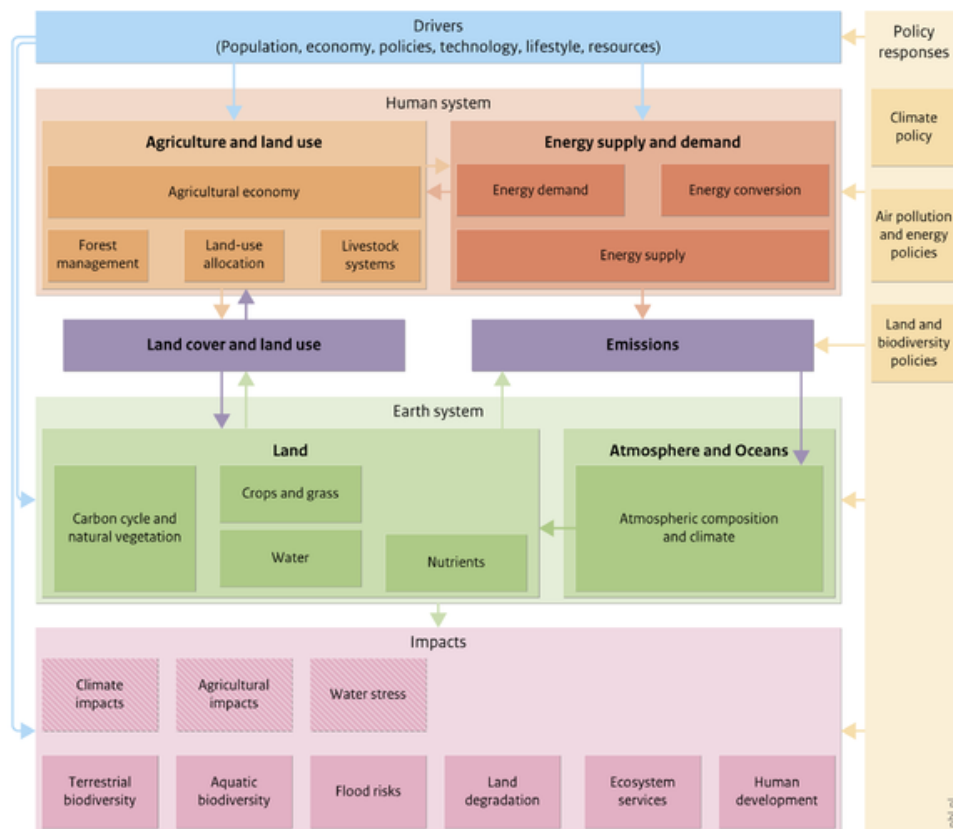 Drivers
(Population, economy, policies, technology, lifestyle, resources)
Policy
responses
Human system
Agriculture and land use
Energy supply and demand
Climate
policy
Agricultural economy
Energy demand
Energy conversion
Air pollution
and energy
policies
Forest
management
Land-use
allocation
Livestock
systems
Energy supply
Land cover and land use
Emissions
Land and
biodiversity
policies
Earth system
Land
Atmosphere and Oceans
Carbon cycle and
natural vegetation
Crops and grass
Water
Nutrients
Atmospheric composition
and climate
Impacts
Climate
impacts
Agricultural
impacts
Water stress
Terrestrial
biodiversity
Aquatic
biodiversity
Flood risks
Land
degradation
Ecosystem
services
Human
development